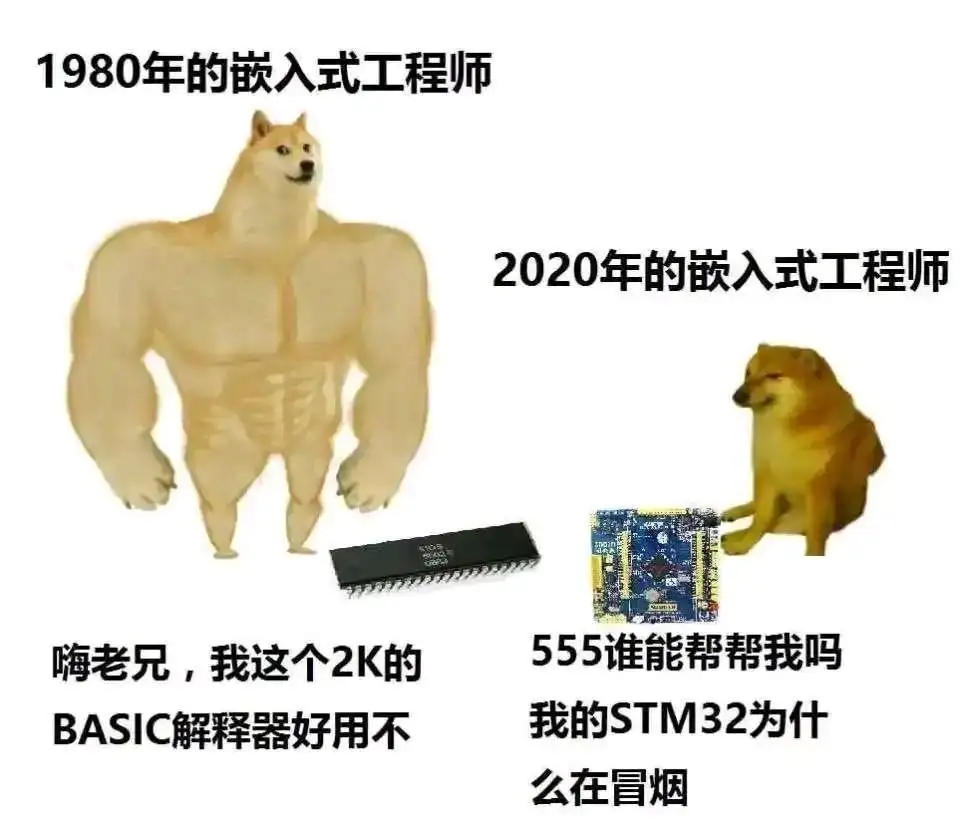 1980年的嵌入式工程师
2020年的嵌入式工程师
嗨老兄，我这个2K的
BASIC解释器好用不
555谁能帮帮我吗
我的STM32为什
么在冒烟